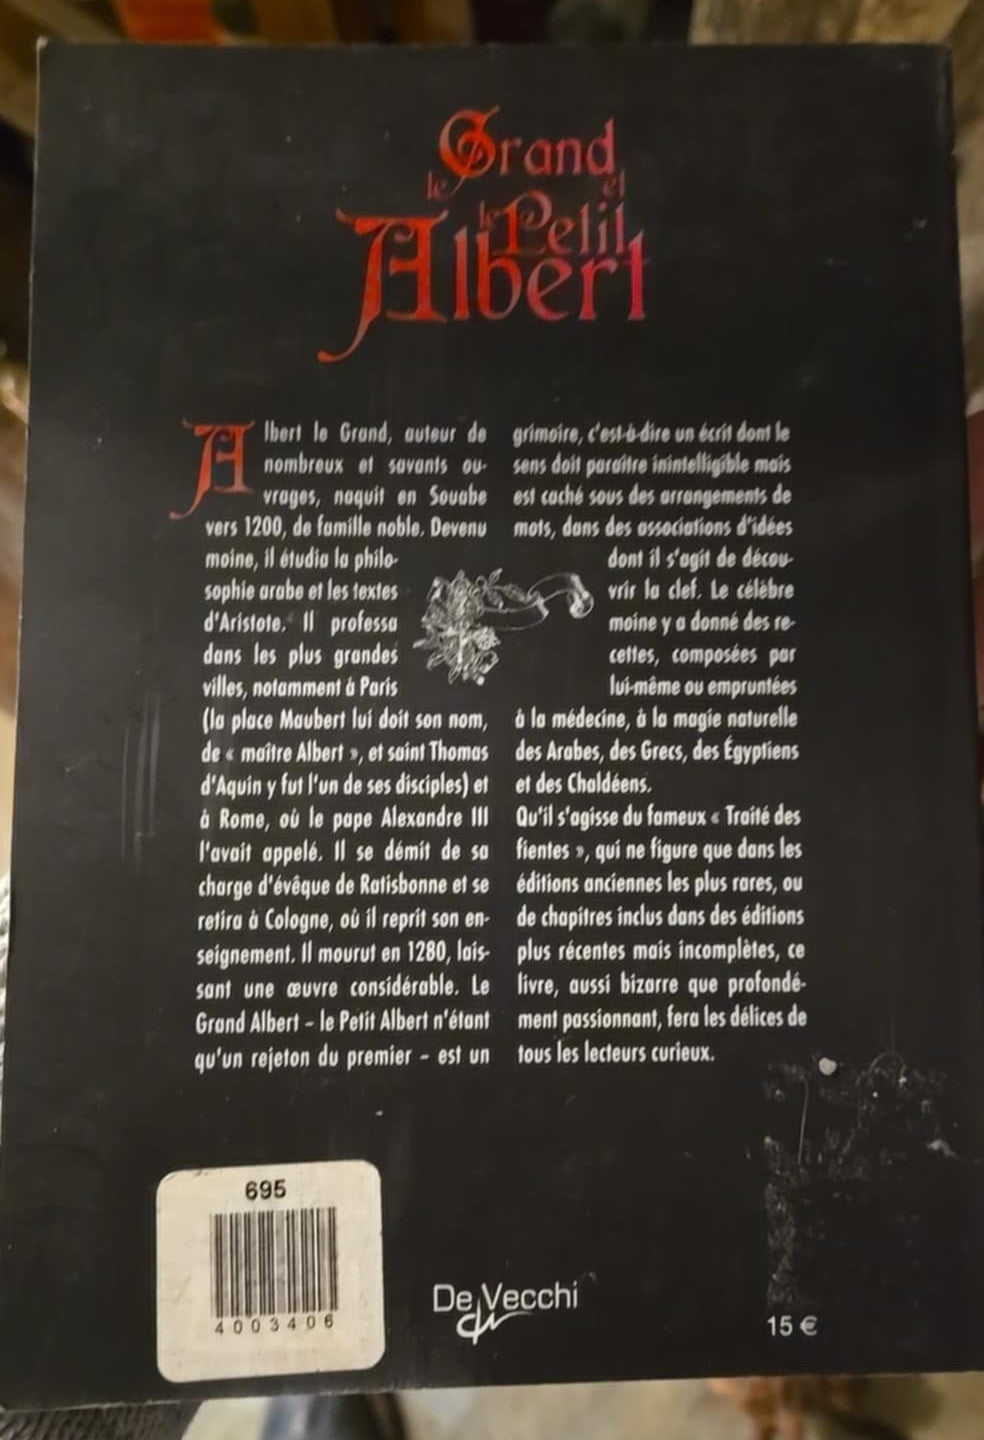 le Grand et
le Petit
Albert
Albert le Grand, auteur de
nombreux et savants ou-
vrages, naquit en Souabe
vers 1200, de famille noble. Devenu
moine, il étudia la philo-
sophie arabe et les textes
d'Aristote. Il professa
dans les plus grandes
villes, notamment à Paris
(la place Maubert lui doit son nom,
de « maître Albert », et saint Thomas
d'Aquin y fut l'un de ses disciples) et
à Rome, où le pape Alexandre III
l'avait appelé. Il se démit de sa
charge d'évêque de Ratisbonne et se
retira à Cologne, où il reprit son en-
seignement. Il mourut en 1280, lais-
sant une œuvre considérable. Le
Grand Albert – le Petit Albert n'étant
qu'un rejeton du premier – est un
grimoire, c'est-à-dire un écrit dont le
sens doit paraître inintelligible mais
est caché sous des arrangements de
mots, dans des associations d'idées
dont il s'agit de décou-
vrir la clef. Le célèbre
moine y a donné des re-
cettes, composées par
lui-même ou empruntées
à la médecine, à la magie naturelle
des Arabes, des Grecs, des Égyptiens
et des Chaldéens.
Qu'il s'agisse du fameux « Traité des
fientes », qui ne figure que dans les
éditions anciennes les plus rares, ou
de chapitres inclus dans des éditions
plus récentes mais incomplètes, ce
livre, aussi bizarre que profondé-
ment passionnant, fera les délices de
tous les lecteurs curieux.
695
4003406
De Vecchi
15 €